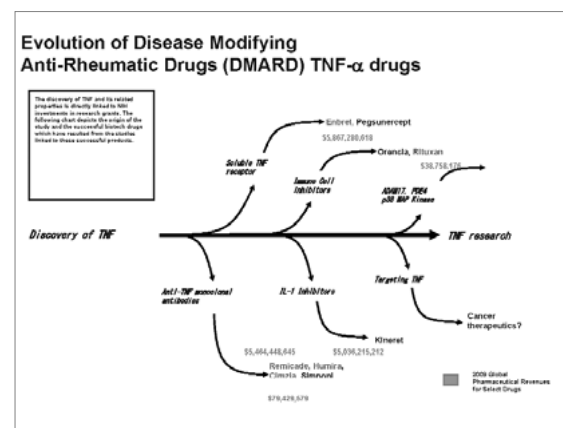 Evolution of Disease Modifying
Anti-Rheumatic Drugs (DMARD) TNF-α drugs
The discovery of TNF and its related
properties is directly linked to NIH
investments in research grants. The
following chart depicts the origin of the
study and the successful biotech drugs
which have resulted from the studies
linked to these successful products.
Enbrel, Pegsunercept
$5,867,280,618
Orancia, Rituxan
$38,758,176
Soluble TNF
receptor
Immune Cell
Inhibitors
ADAM17, PDE4
p38 MAP Kinase
Discovery of TNF
TNF research
Anti-TNF monoclonal
antibodies
IL-1 Inhibitors
Targeting TNF
Cancer
therapeutics?
Kineret
$5,464,448,645
$5,036,215,212
Remicade, Humira,
Cimzia, Simponi
$79,429,579
2009 Global
Pharmaceutical Revenues
for Select Drugs